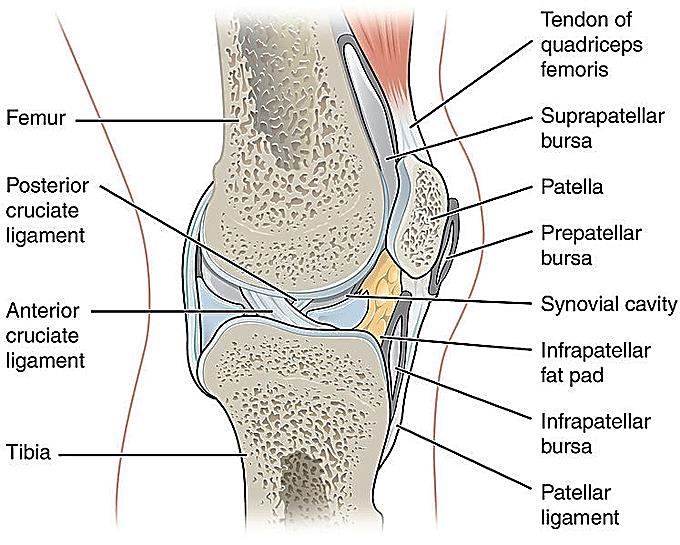 Femur
Posterior
cruciate
ligament
Anterior
cruciate
ligament
Tibia
Tendon of
quadriceps
femoris
Suprapatellar
bursa
Patella
Prepatellar
bursa
Synovial cavity
Infrapatellar
fat pad
Infrapatellar
bursa
Patellar
ligament